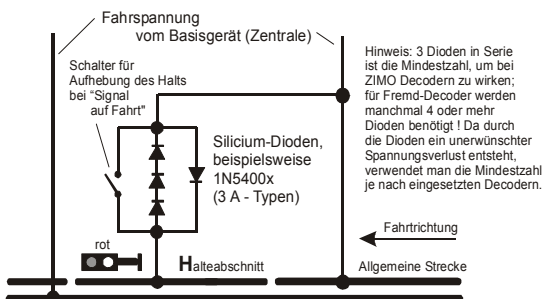 Fahrspannung
vom Basisgerät (Zentrale)
Schalter für
Aufhebung des Halts
bei "Signal
auf Fahrt"
Hinweis: 3 Dioden in Serie
ist die Mindestzahl, um bei
ZIMO Decodern zu wirken;
für Fremd-Decoder werden
manchmal 4 oder mehr
Dioden benötigt ! Da durch
die Dioden ein unerwünschter
Spannungsverlust entsteht,
verwendet man die Mindestzahl
je nach eingesetzten Decodern.
Silicium-Dioden,
beispielsweise
1N5400x
(3 A - Typen)
Fahrtrichtung
rot
Halteabschnitt
Allgemeine Strecke